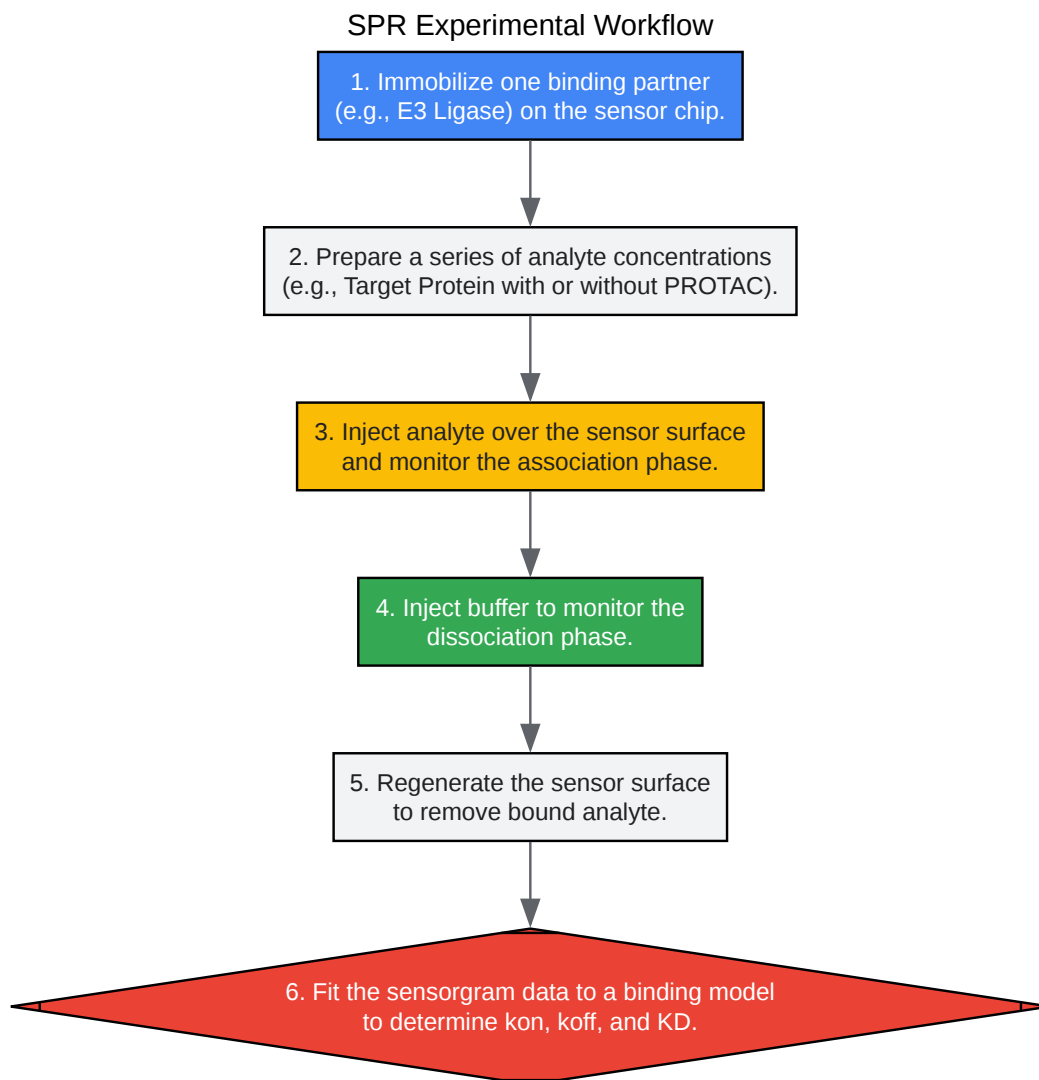 SPR Experimental Workflow
1. Immobilize one binding partner
(e.g., E3 Ligase) on the sensor chip.
2. Prepare a series of analyte concentrations
(e.g., Target Protein with or without PROTAC).
3. Inject analyte over the sensor surface
and monitor the association phase.
4. Inject buffer to monitor the
dissociation phase.
5. Regenerate the sensor surface
to remove bound analyte.
6. Fit the sensorgram data to a binding model
to determine kon, koff, and KD.